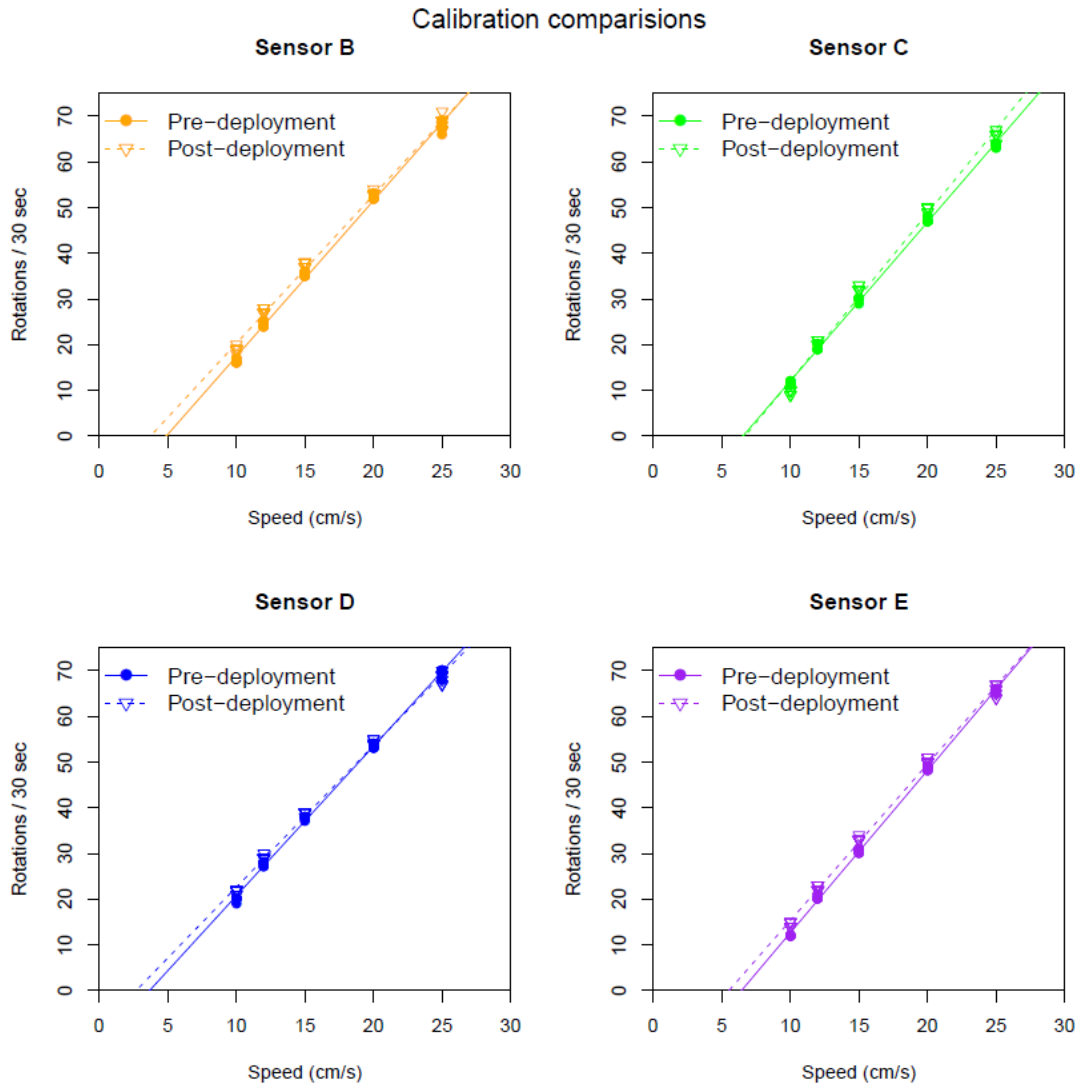 Calibration comparisions
Sensor B
Pre-deployment
Post-deployment
Rotations / 30 sec
0 10 20 30 40 50 60 70
0 5 10 15 20 25 30
Speed (cm/s)
Sensor C
Pre-deployment
Post-deployment
Rotations / 30 sec
0 10 20 30 40 50 60 70
0 5 10 15 20 25 30
Speed (cm/s)
Sensor D
Pre-deployment
Post-deployment
Rotations / 30 sec
0 10 20 30 40 50 60 70
0 5 10 15 20 25 30
Speed (cm/s)
Sensor E
Pre-deployment
Post-deployment
Rotations / 30 sec
0 10 20 30 40 50 60 70
0 5 10 15 20 25 30
Speed (cm/s)